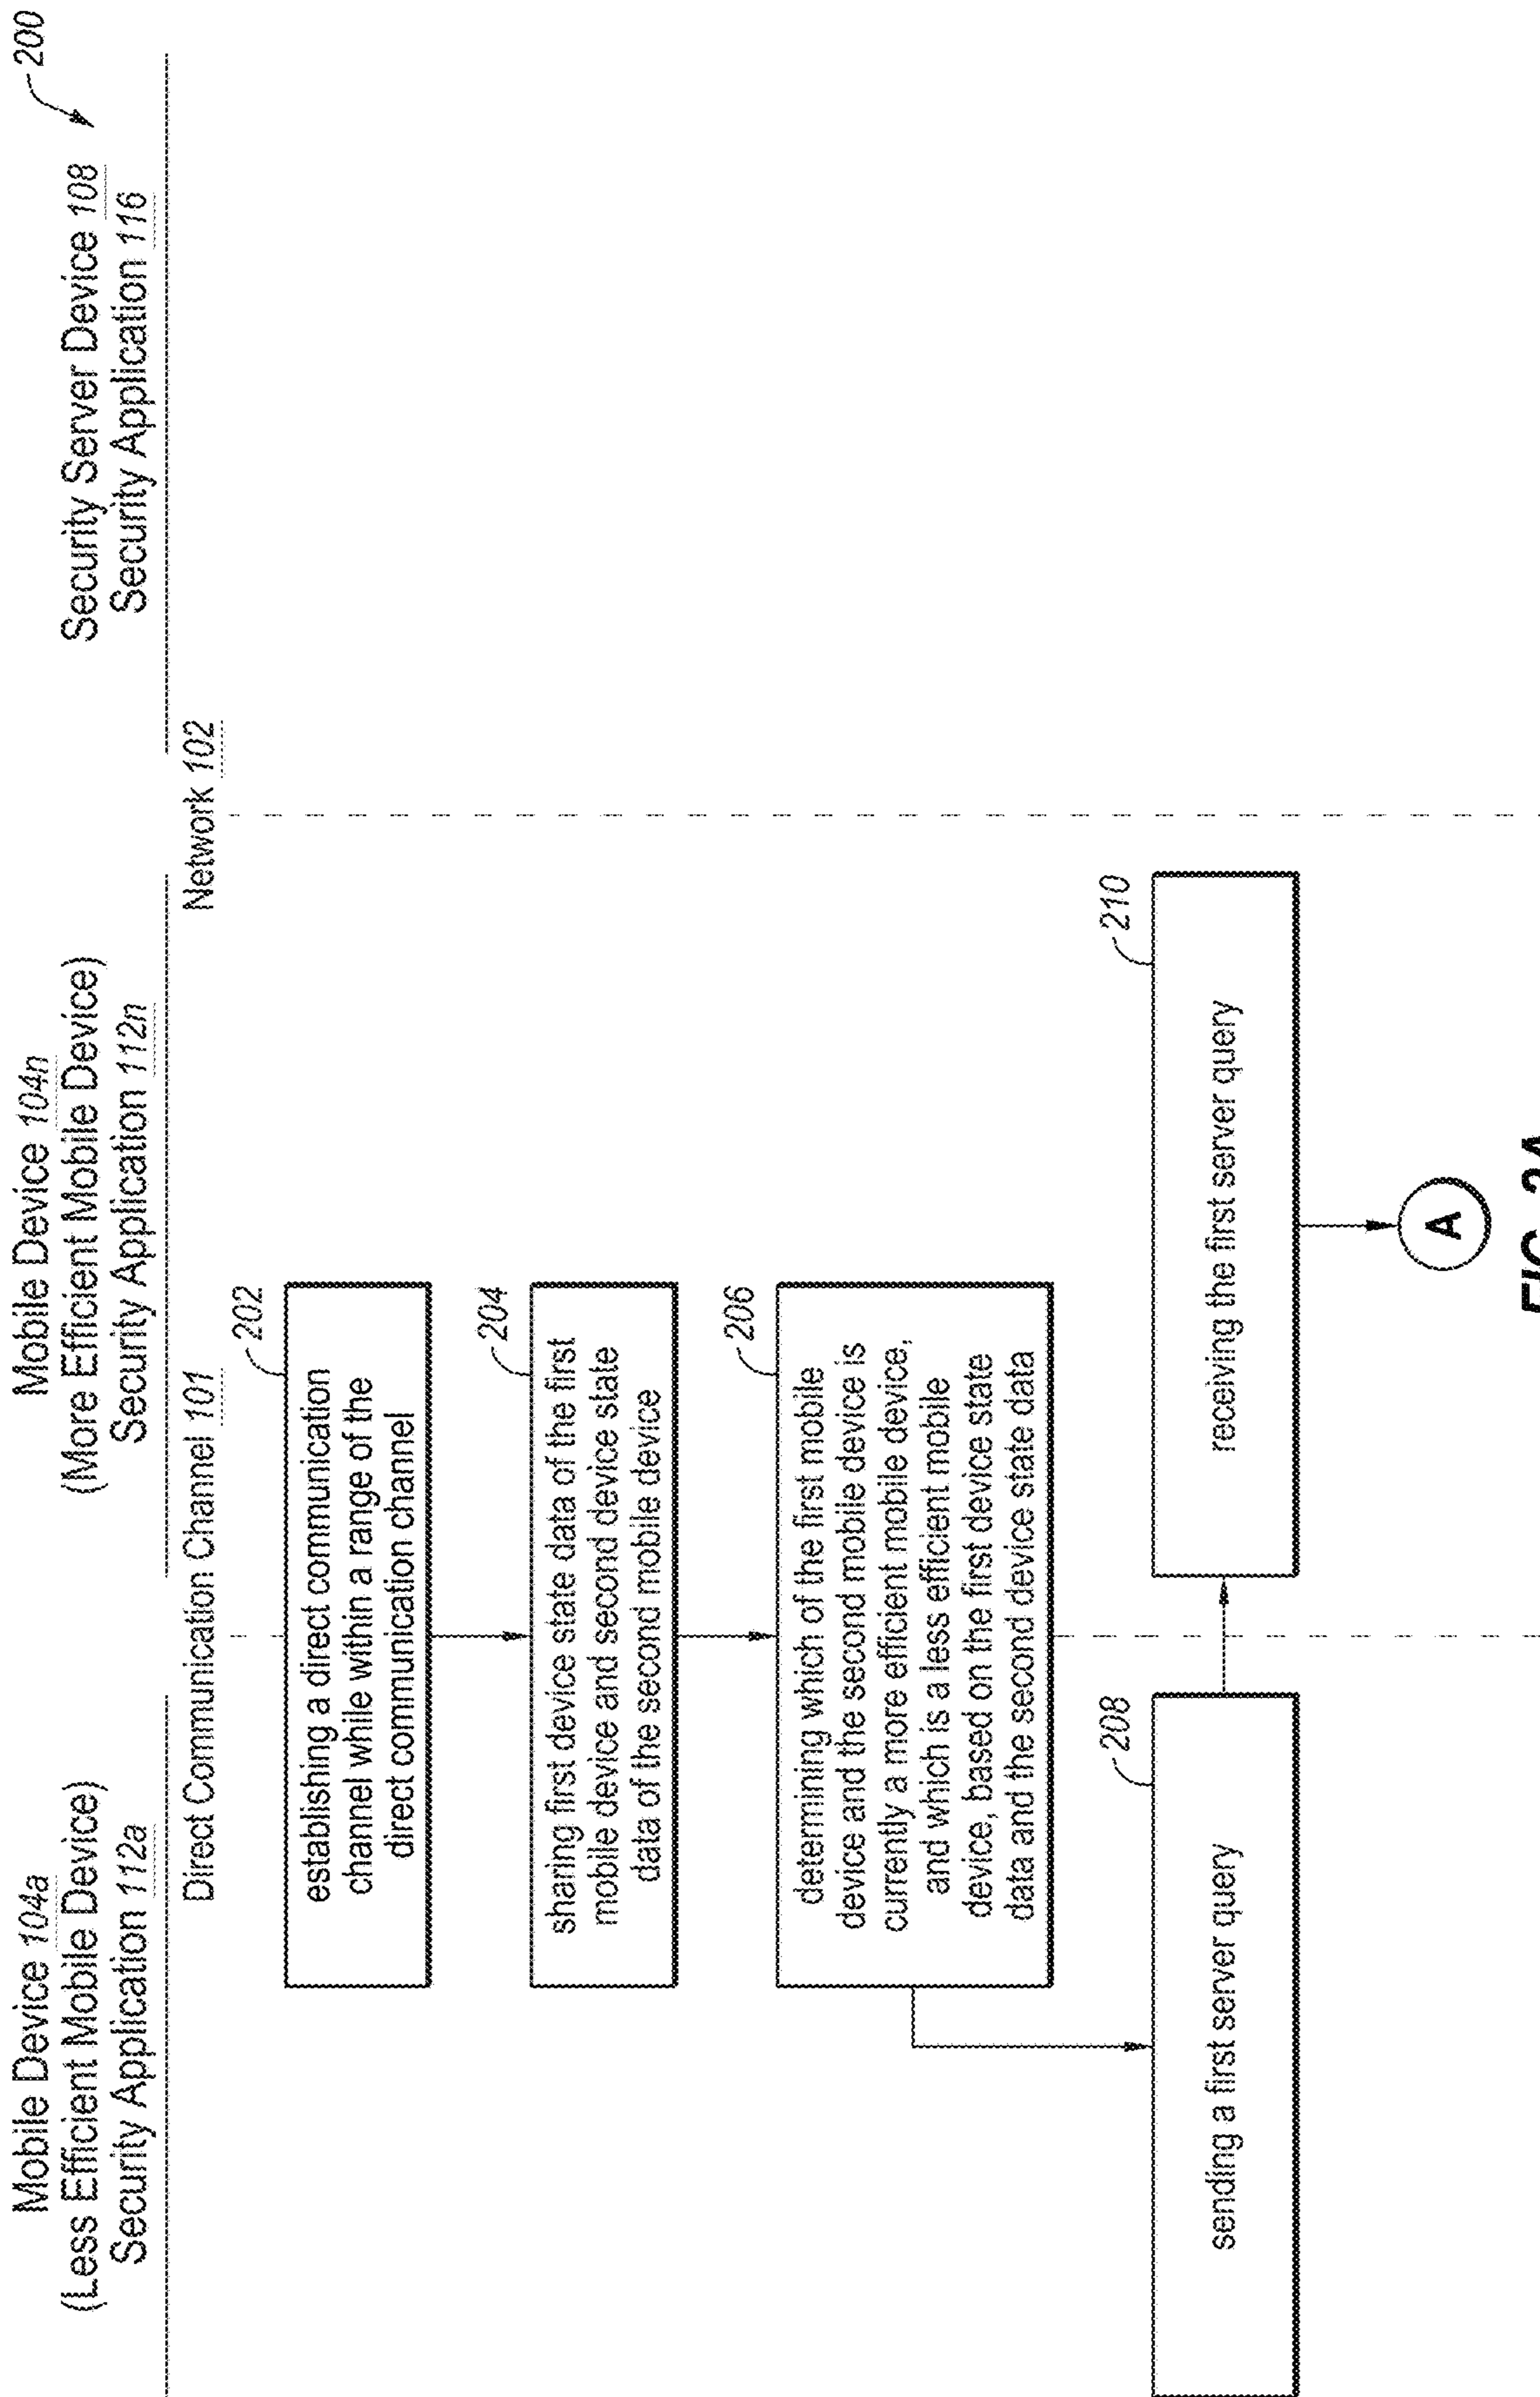 200
Mobile Device 104a
(Less Efficient Mobile Device)
Security Application 112a
Mobile Device 104n
(More Efficient Mobile Device)
Security Application 112n
Security Server Device 108
Security Application 116
Direct Communication Channel 101
Network 102
202
establishing a direct communication
channel while within a range of the
direct communication channel
204
sharing first device state data of the first
mobile device and second device state
data of the second mobile device
206
determining which of the first mobile
device and the second mobile device is
currently a more efficient mobile device,
and which is a less efficient mobile
device, based on the first device state
data and the second device state data
208
sending a first server query
210
receiving the first server query
A
FIG. 2A